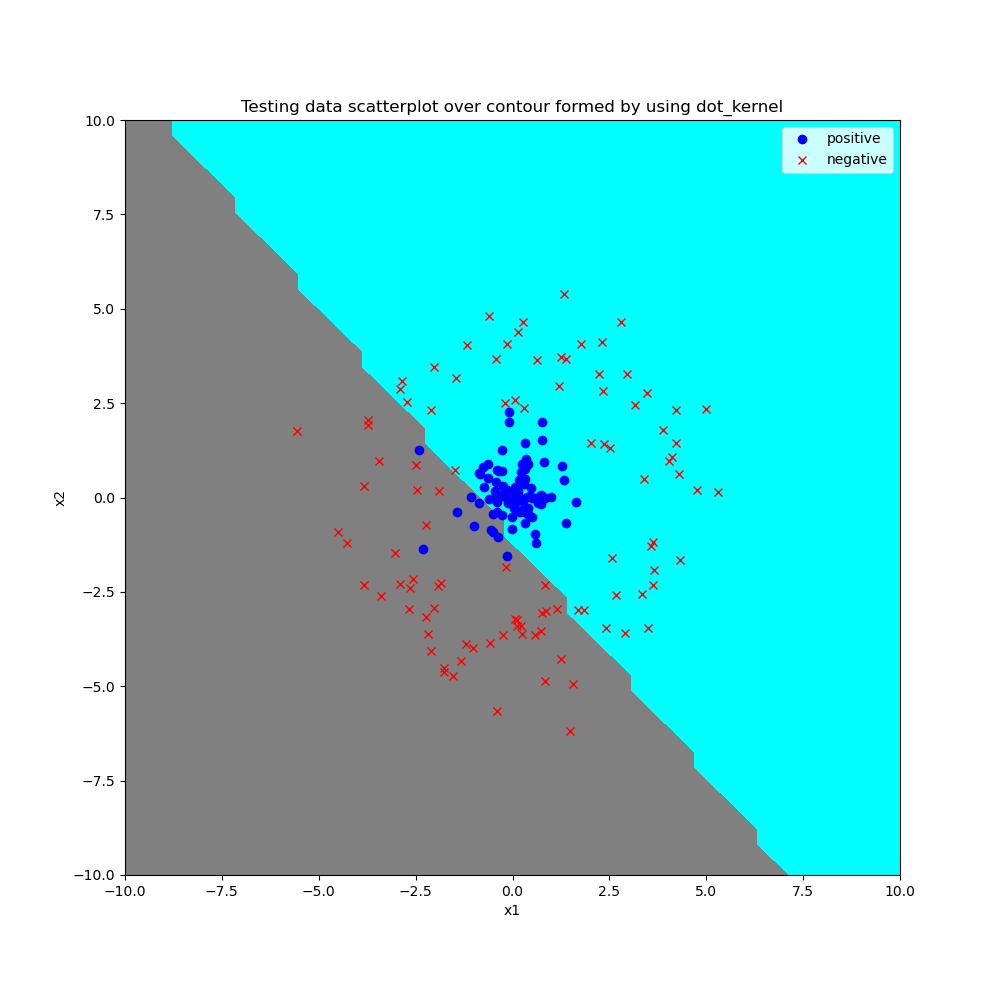 Testing data scatterplot over contour formed by using dot_kernel
positive
negative
10.0
7.5
5.0
2.5
0.0
−2.5
−5.0
−7.5
−10.0
x2
−10.0 −7.5 −5.0 −2.5 0.0 2.5 5.0 7.5 10.0
x1